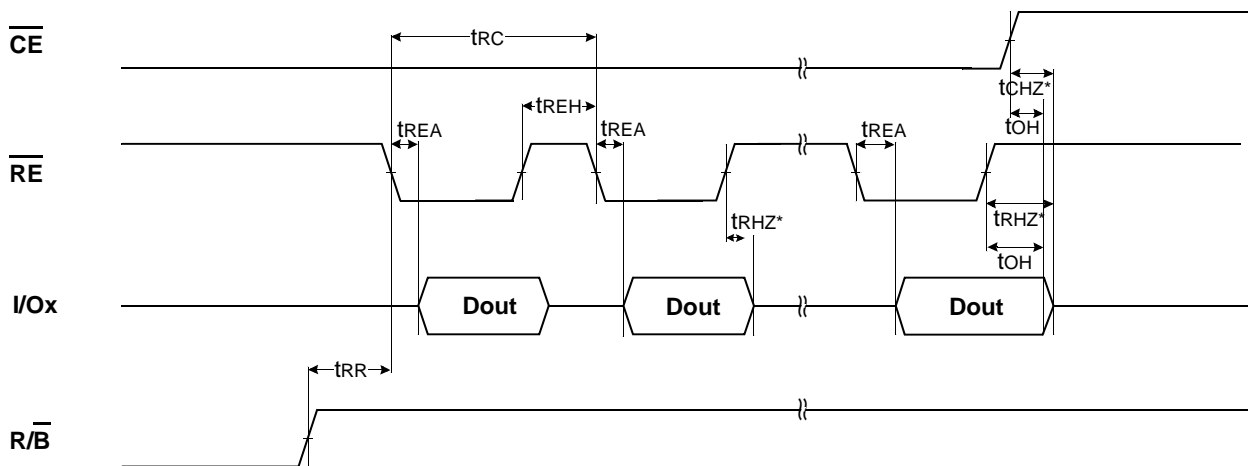 CE
tRC
tCHZ*
tREH
tOH
tREA
tREA
tREA
RE
tRHZ*
tRHZ*
tOH
I/Ox
Dout
Dout
Dout
tRR
R/B